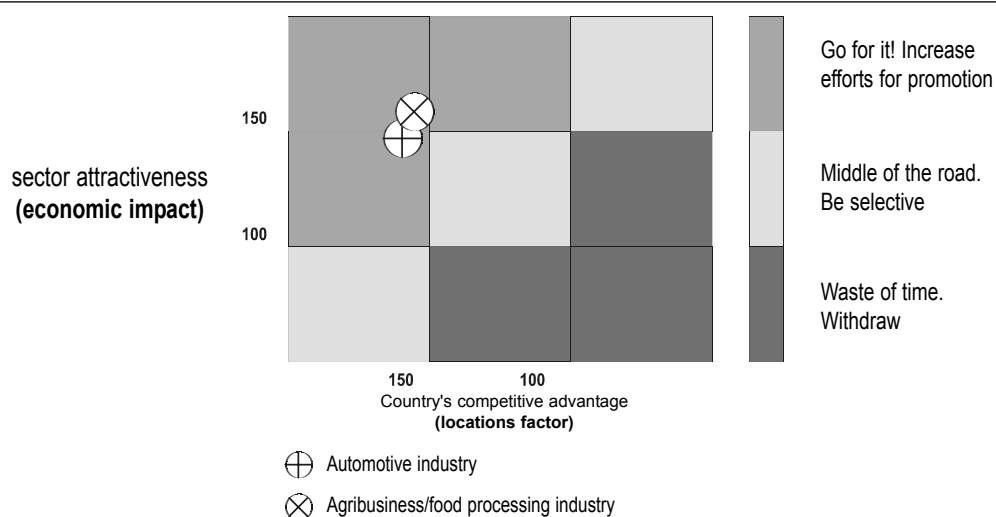 Go for it! Increase
efforts for promotion
150
sector attractiveness
(economic impact)
Middle of the road.
Be selective
100
Waste of time.
Withdraw
150 100
Country's competitive advantage
(locations factor)
Automotive industry
Agribusiness/food processing industry